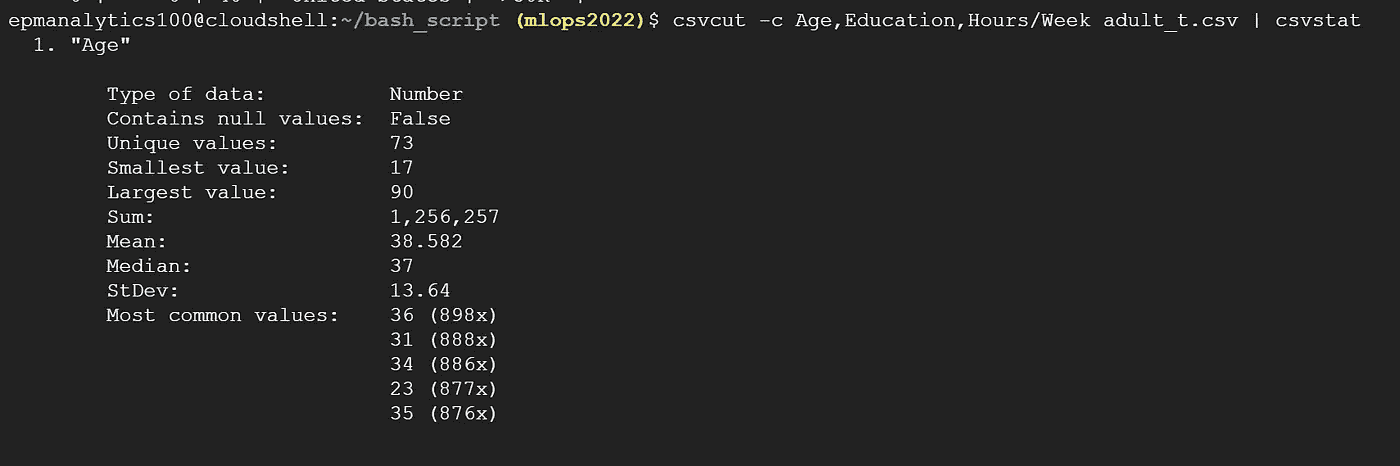 epmanalytics100@cloudshell:~/bash_script (mlops2022)$ csvcut -c Age,Education,Hours/Week adult_t.csv | csvstat
1. "Age"
Type of data: Number
Contains null values: False
Unique values: 73
Smallest value: 17
Largest value: 90
Sum: 1,256,257
Mean: 38.582
Median: 37
StDev: 13.64
Most common values: 36 (898x)
31 (888x)
34 (886x)
23 (877x)
35 (876x)